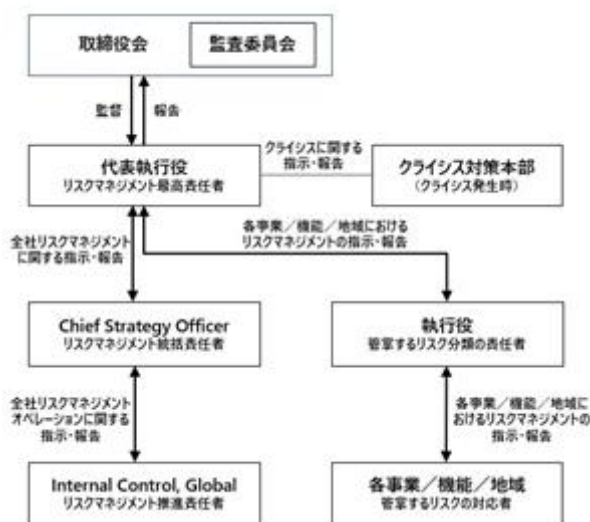 取締役会
監査委員会
監督
報告
代表執行役
リスクマネジメント最高責任者
クライシスに関する
指示・報告
クライシス対策本部
（クライシス発生時）
全社リスクマネジメント
に関する指示・報告
各事業／機能／地域における
リスクマネジメントの指示・報告
Chief Strategy Officer
リスクマネジメント統括責任者
執行役
管掌するリスク分類の責任者
全社リスクマネジメント
オペレーションに関する
指示・報告
各事業／機能／地域に
おけるリスクマネジメントの
指示・報告
Internal Control, Global
リスクマネジメント推進責任者
各事業／機能／地域
管掌するリスクの対応者